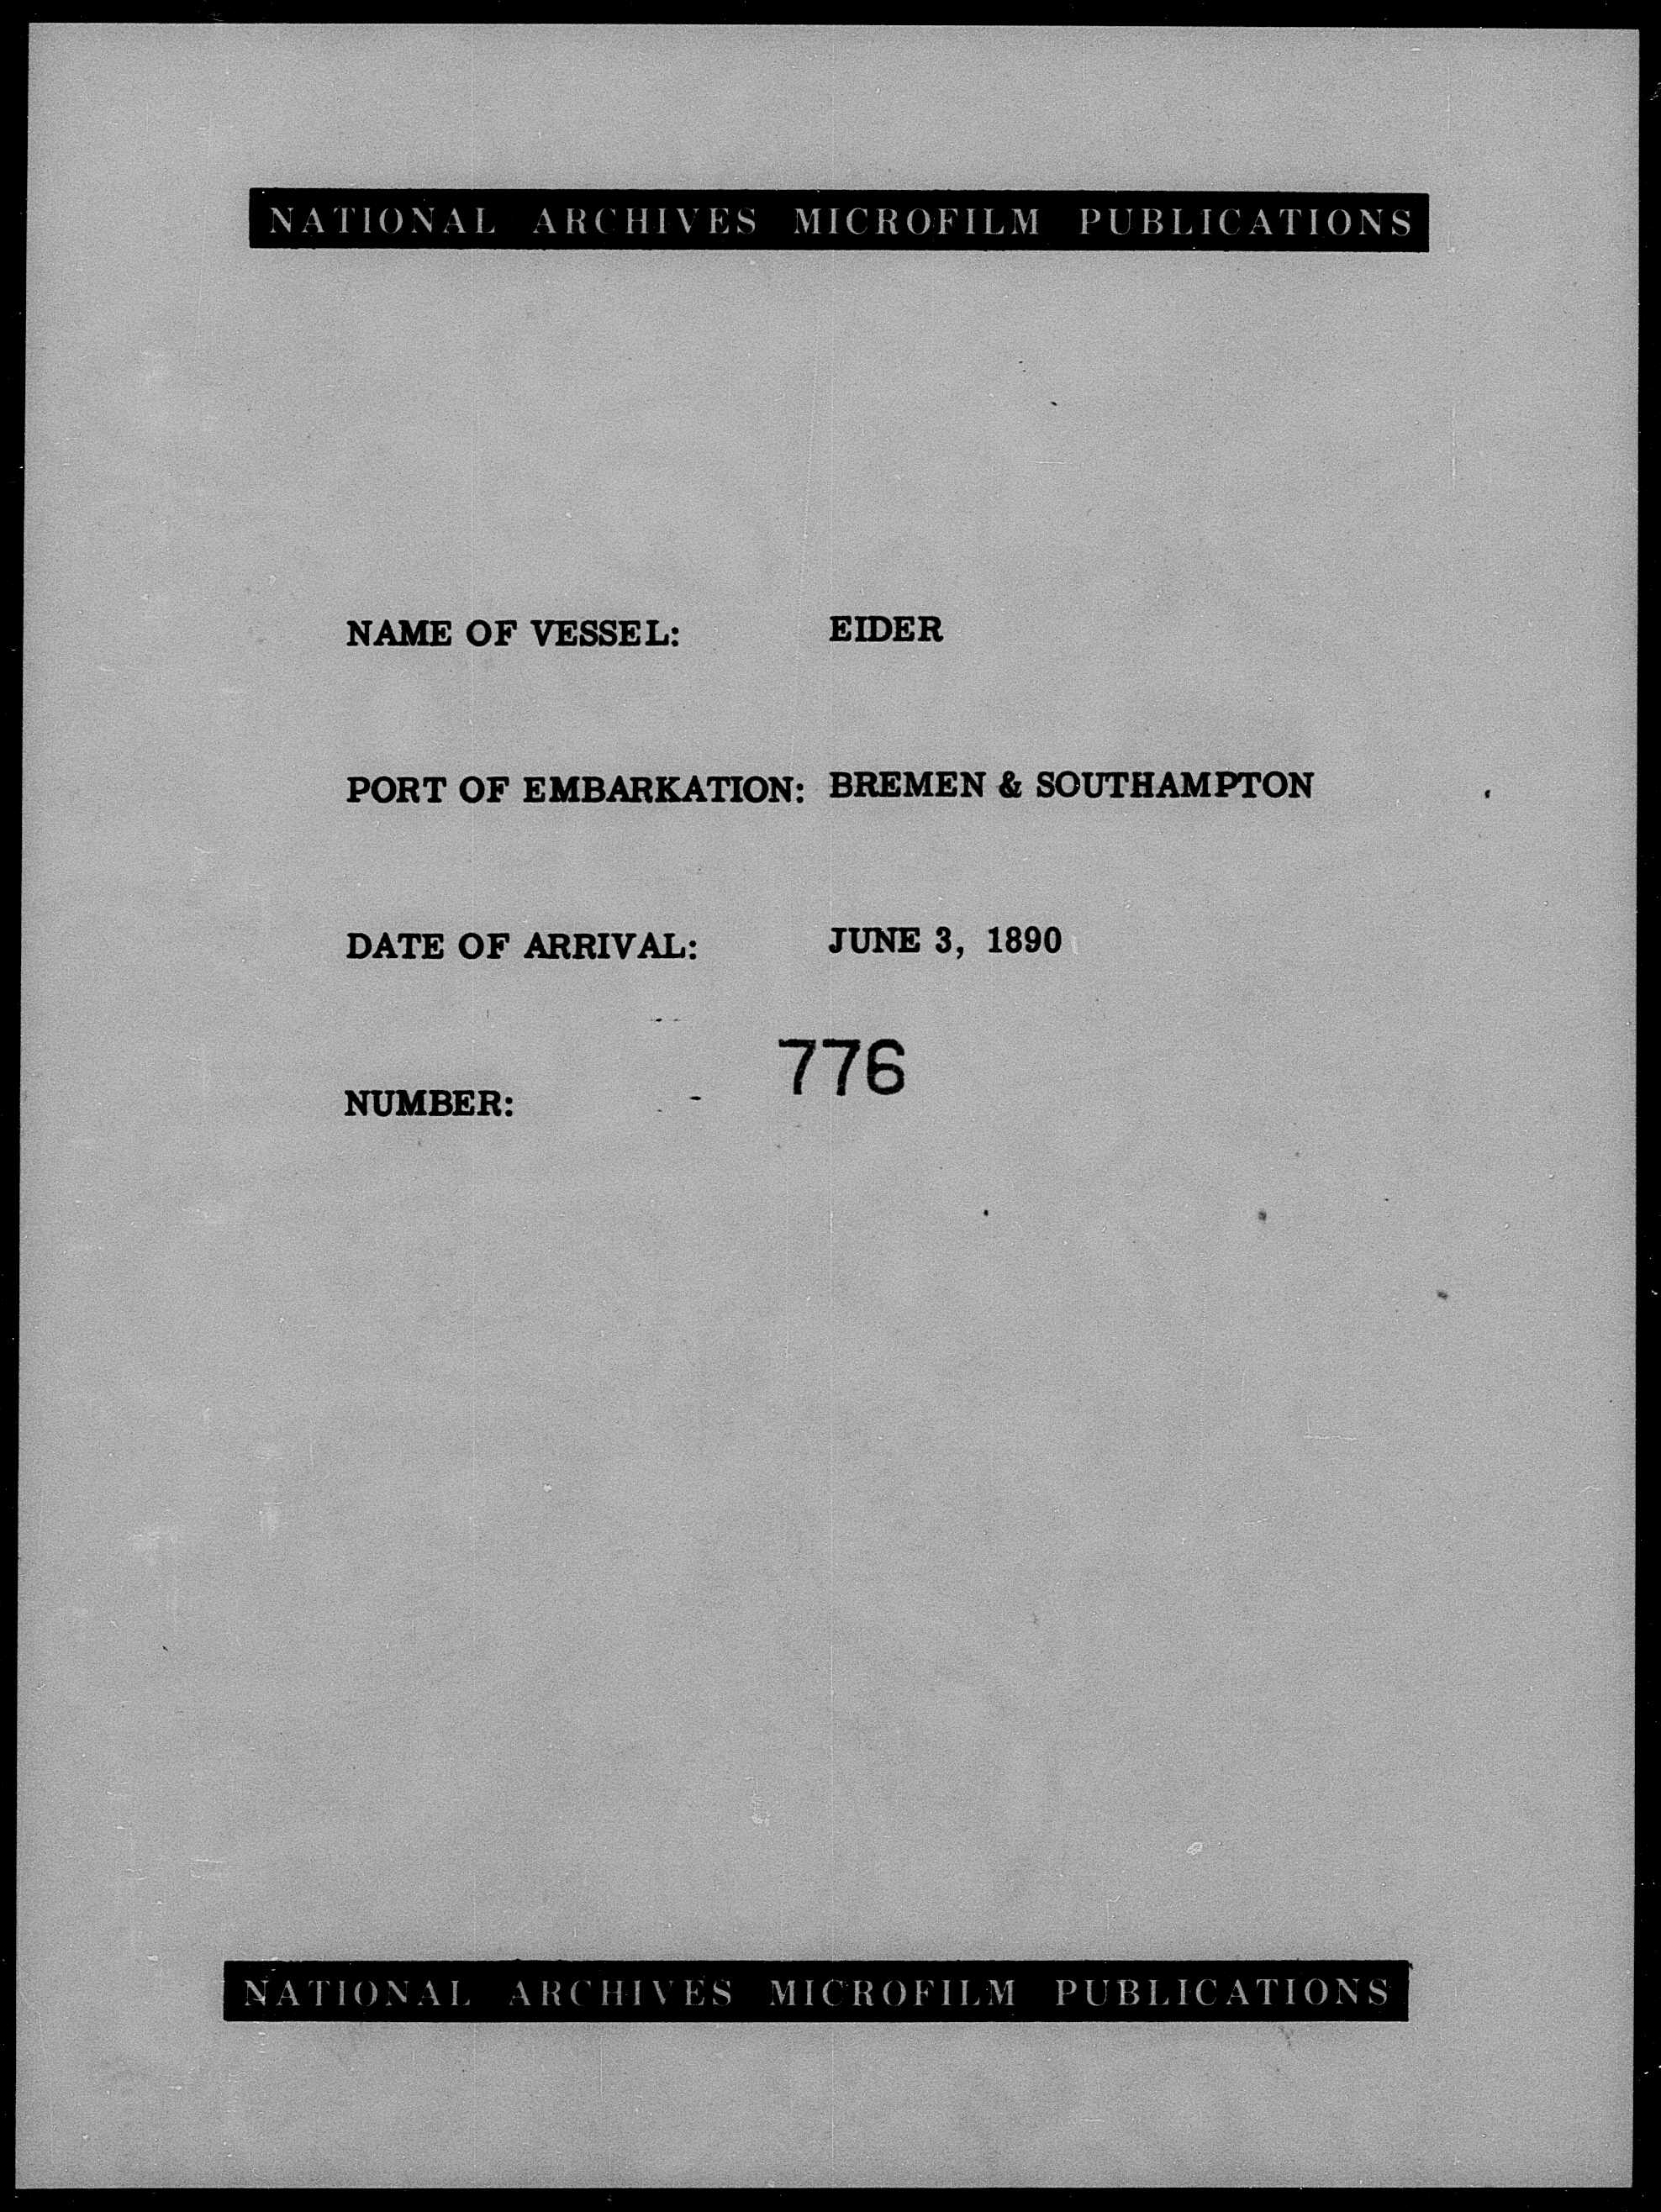 NATIONAL ARCHIVES MICROFILM PUBLICATIONS
NAME OF VESSEL: EIDER
PORT OF EMBARKATION: BREMEN & SOUTHAMPTON
DATE OF ARRIVAL: JUNE 3, 1890
NUMBER: 776
NATIONAL ARCHIVES MICROFILM PUBLICATIONS